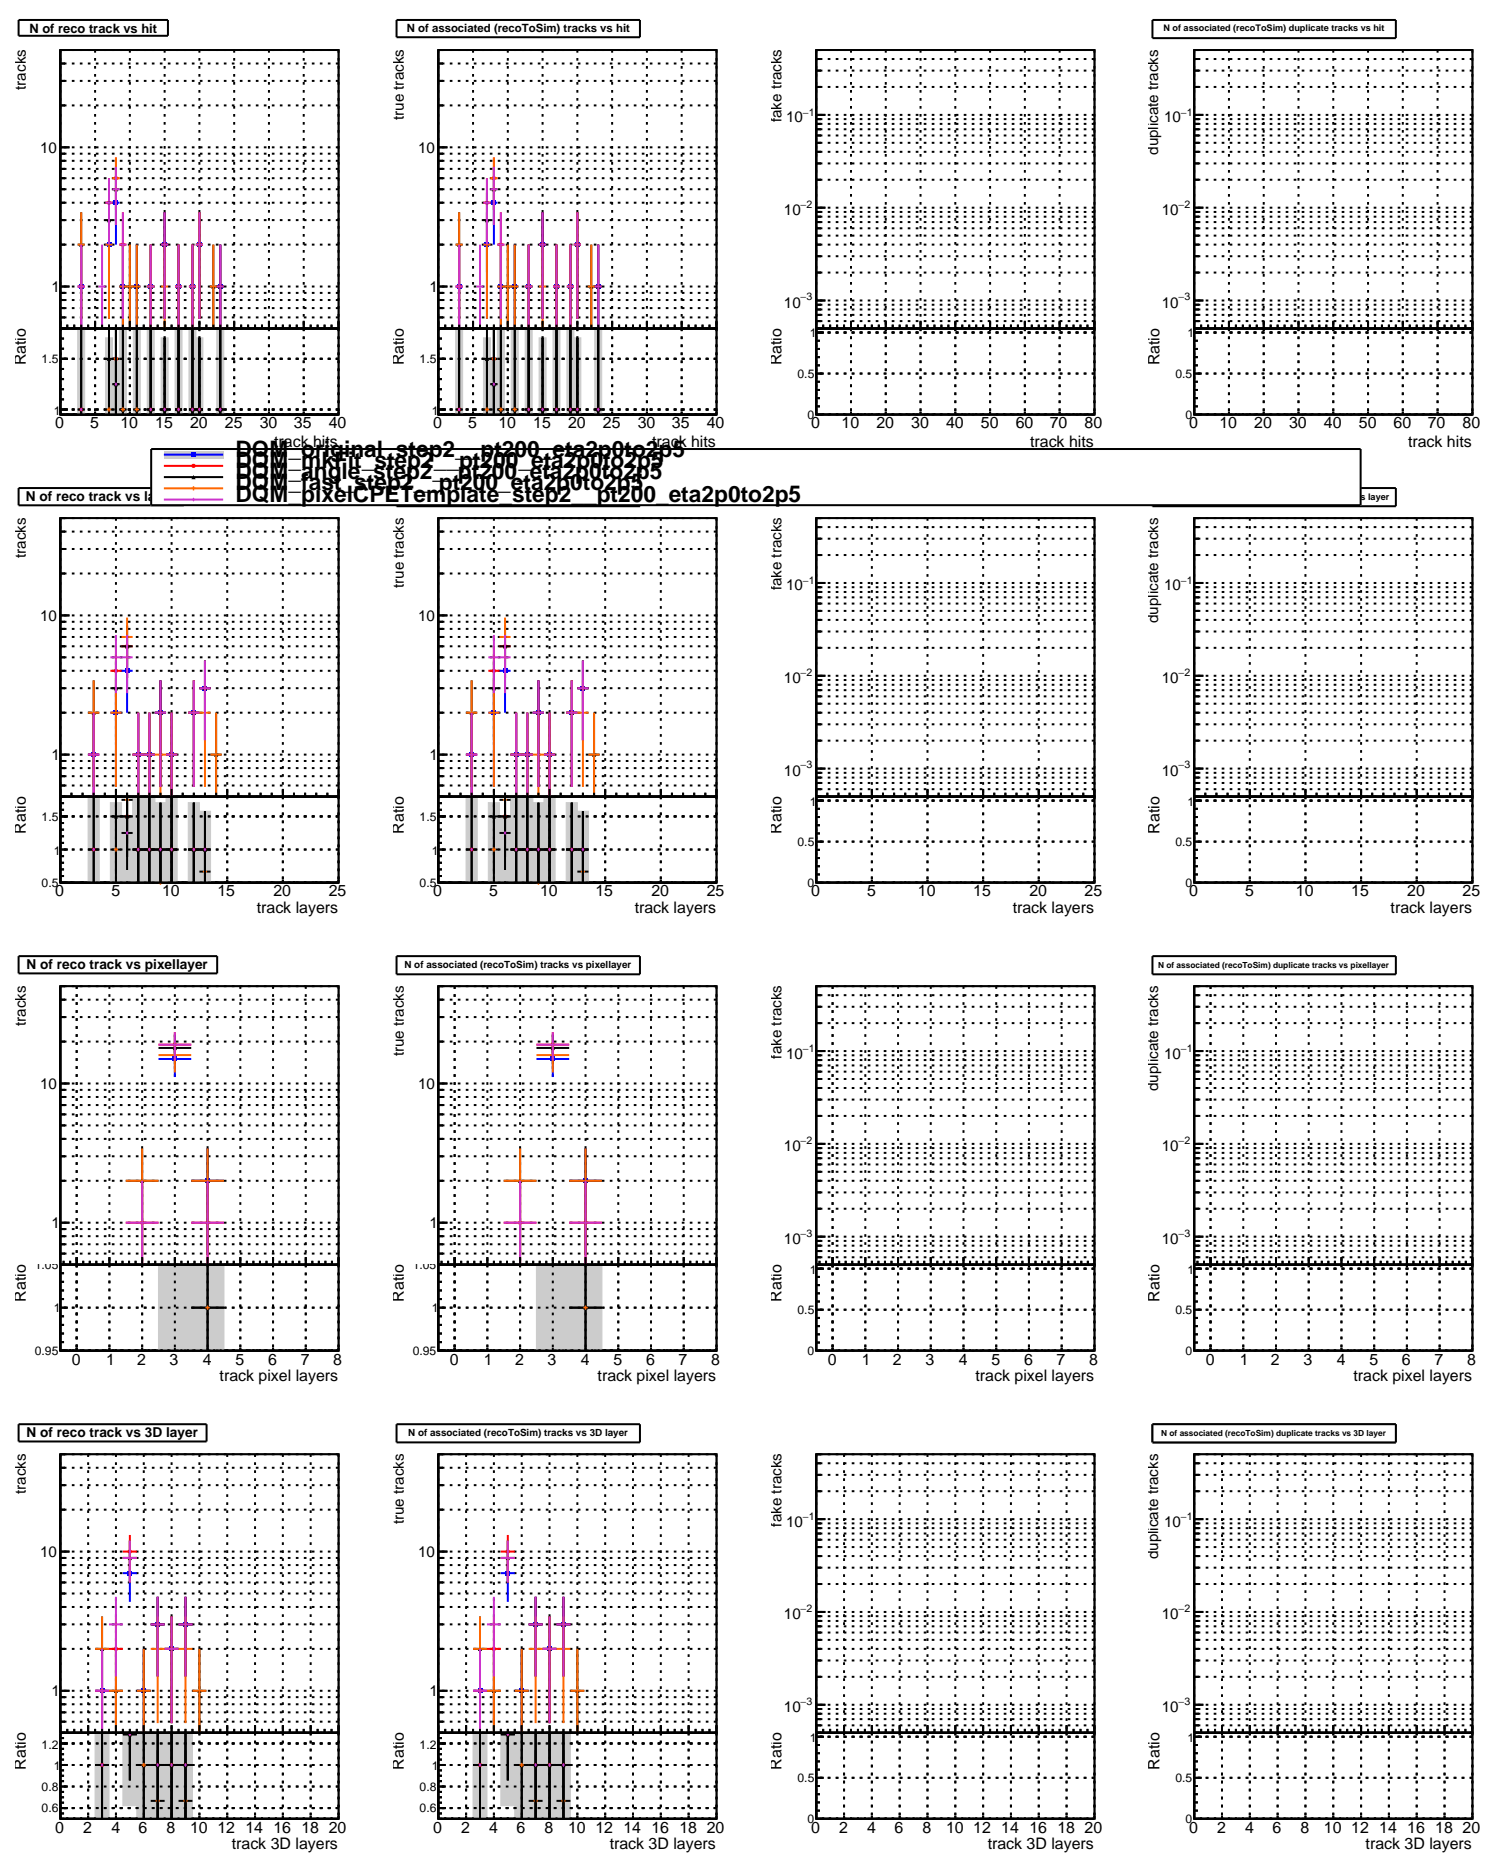 N of reco track vs hit
N of associated (recoToSim) tracks vs hit
N of associated (recoToSim) duplicate tracks vs hit
tracks
true tracks
fake tracks
duplicate tracks
10
1
10
1
10−1
10−2
10−3
10−1
10−2
10−3
Ratio
1.5
1
Ratio
1.5
1
Ratio
1
0.5
0
Ratio
1
0.5
0
0 5 10 15 20 25 30 35 40
0 5 10 15 20 25 30 35 40
0 10 20 30 40 50 60 70 80
0 10 20 30 40 50 60 70 80
track hits
track hits
track hits
track hits
DQM_original_step2__pt200_eta2p0to2p5
DQM_mkFit_step2__pt200_eta2p0to2p5
DQM_angle_step2__pt200_eta2p0to2p5
DQM_fast_step2__pt200_eta2p0to2p5
DQM_pixelCPETemplate_step2__pt200_eta2p0to2p5
N of reco track vs la
s layer
tracks
true tracks
fake tracks
duplicate tracks
10
1
10
1
10−1
10−2
10−3
10−1
10−2
10−3
Ratio
1.5
1
0.5
Ratio
1.5
1
0.5
Ratio
1
0.5
0
Ratio
1
0.5
0
0 5 10 15 20 25
0 5 10 15 20 25
0 5 10 15 20 25
0 5 10 15 20 25
track layers
track layers
track layers
track layers
N of reco track vs pixellayer
N of associated (recoToSim) tracks vs pixellayer
N of associated (recoToSim) duplicate tracks vs pixellayer
tracks
true tracks
fake tracks
duplicate tracks
10
1
10
1
10−1
10−2
10−3
10−1
10−2
10−3
Ratio
1.05
1
0.95
Ratio
1.05
1
0.95
Ratio
1
0.5
0
Ratio
1
0.5
0
0 1 2 3 4 5 6 7 8
0 1 2 3 4 5 6 7 8
0 1 2 3 4 5 6 7 8
0 1 2 3 4 5 6 7 8
track pixel layers
track pixel layers
track pixel layers
track pixel layers
N of reco track vs 3D layer
N of associated (recoToSim) tracks vs 3D layer
N of associated (recoToSim) duplicate tracks vs 3D layer
tracks
true tracks
fake tracks
duplicate tracks
10
1
10
1
10−1
10−2
10−3
10−1
10−2
10−3
Ratio
1.2
1
0.8
0.6
Ratio
1.2
1
0.8
0.6
Ratio
1
0.5
0
Ratio
1
0.5
0
0 2 4 6 8 10 12 14 16 18 20
0 2 4 6 8 10 12 14 16 18 20
0 2 4 6 8 10 12 14 16 18 20
0 2 4 6 8 10 12 14 16 18 20
track 3D layers
track 3D layers
track 3D layers
track 3D layers